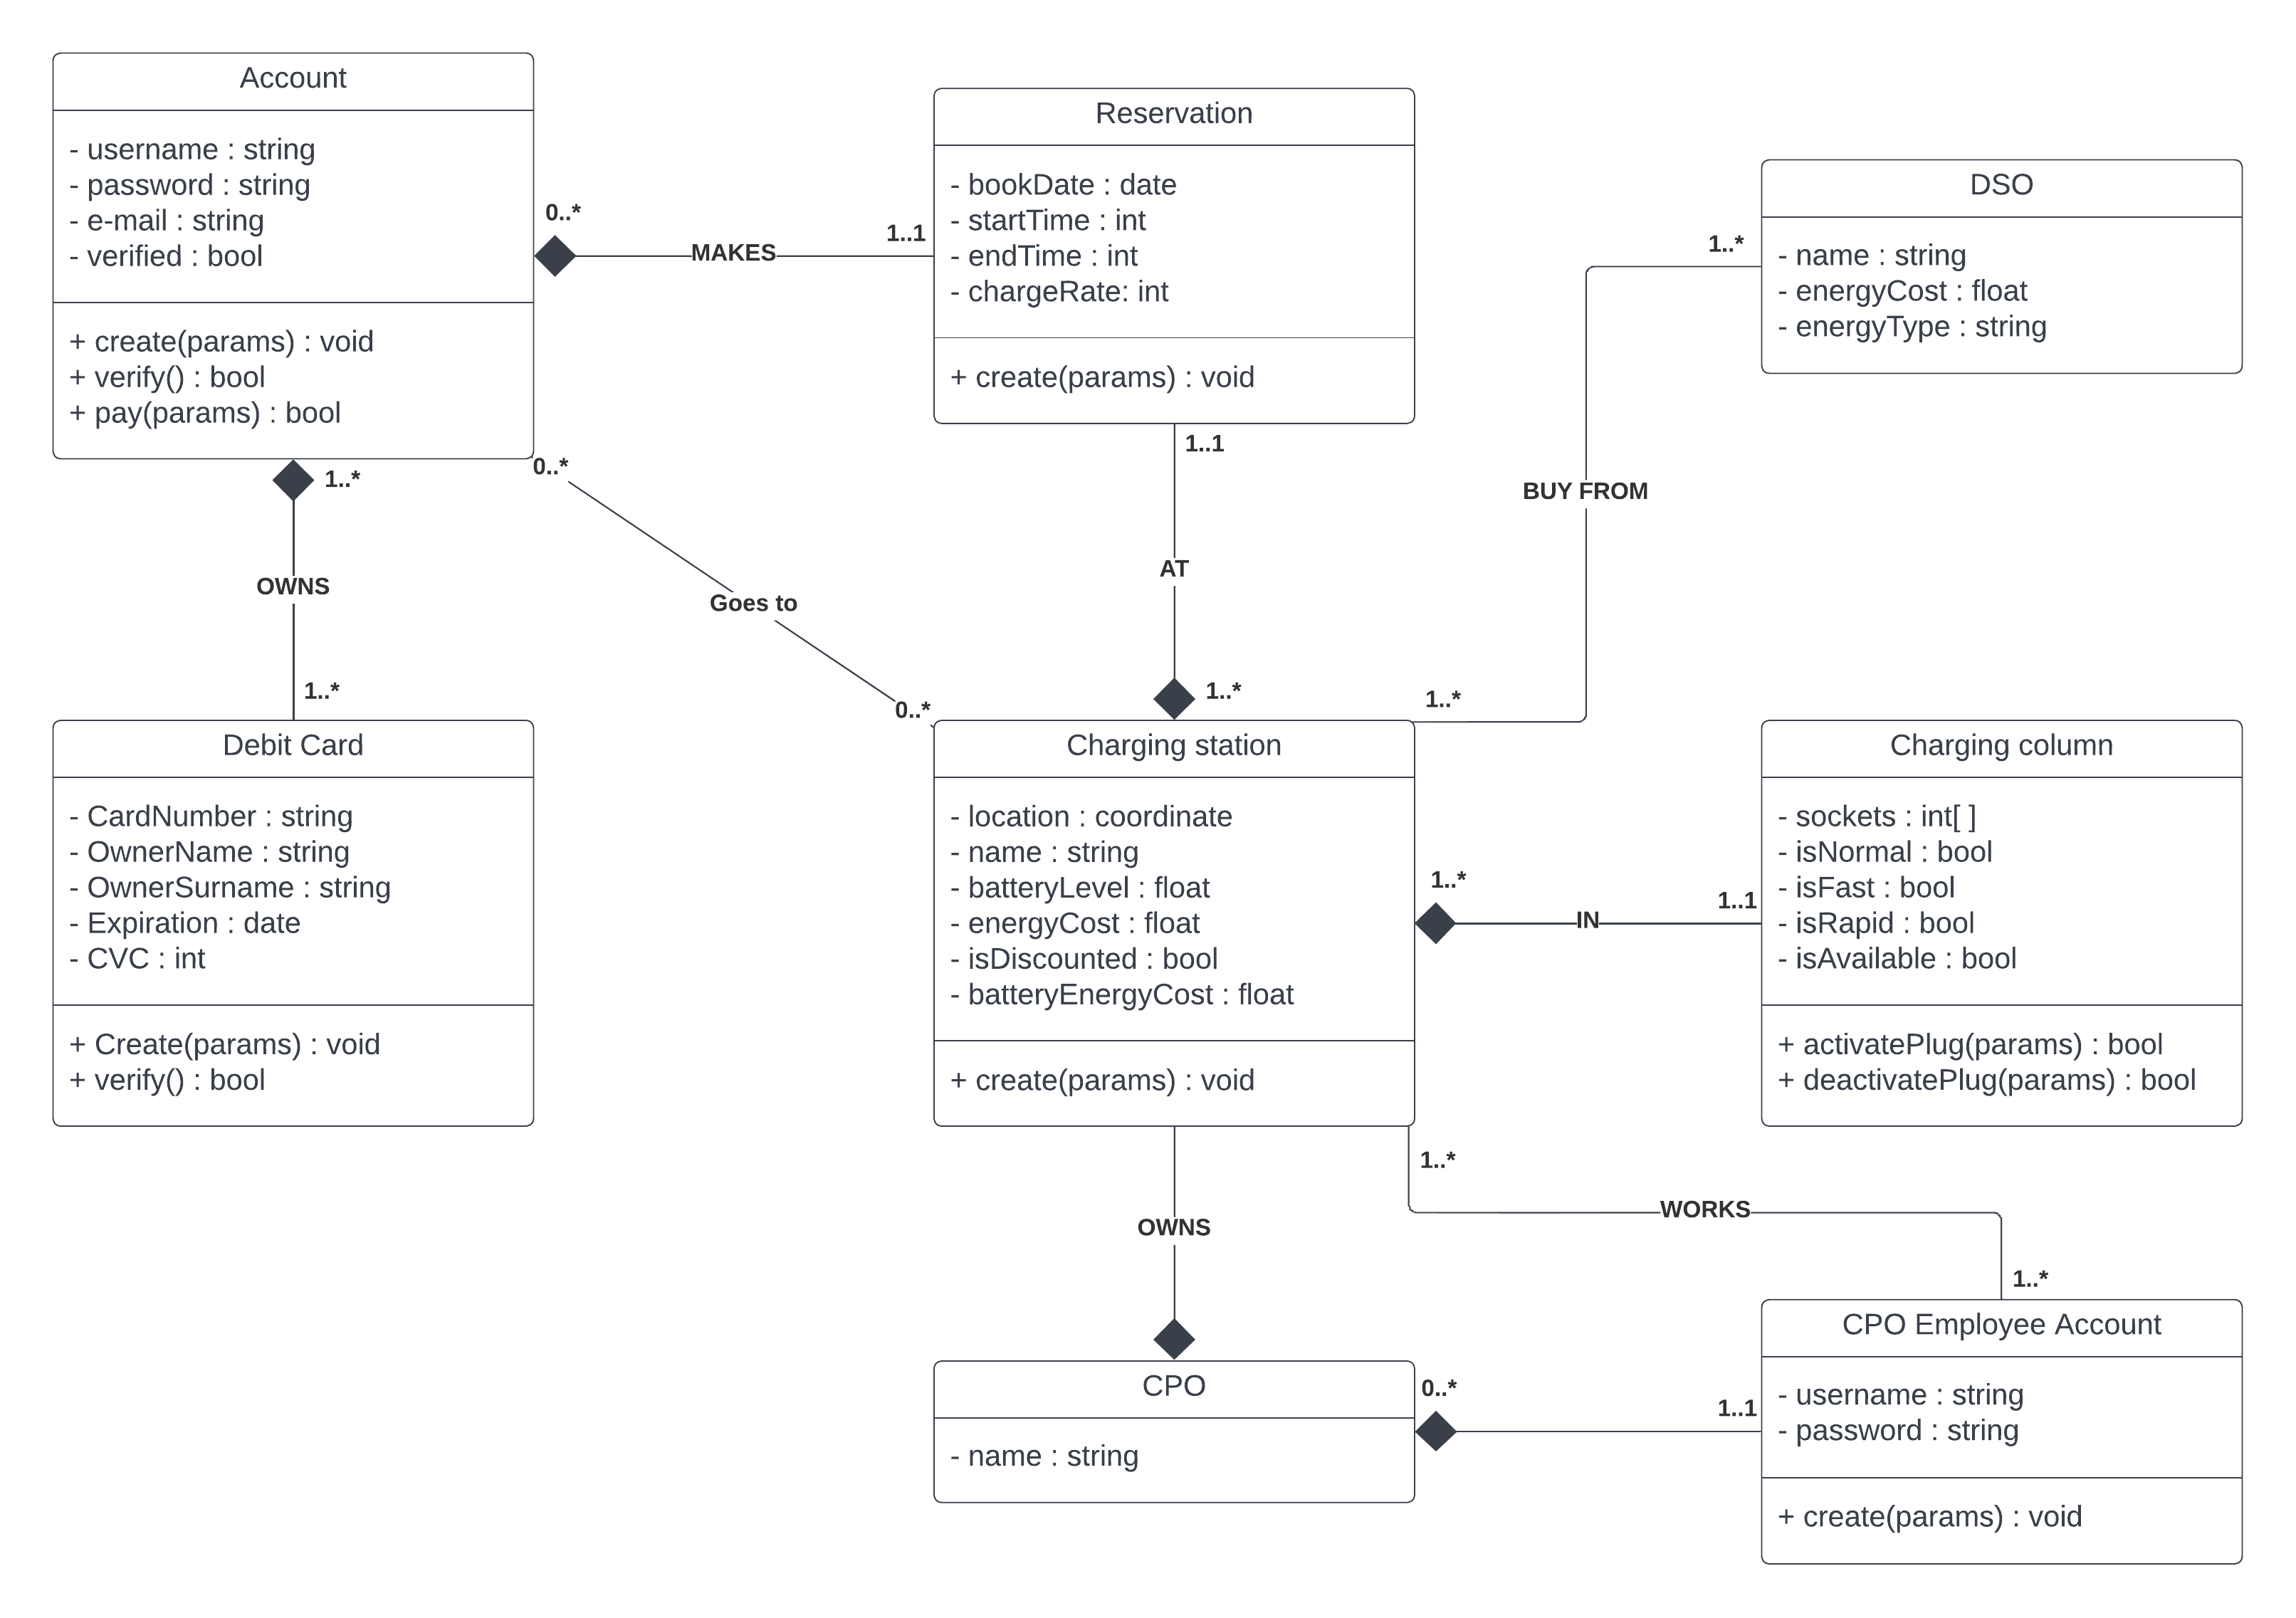 Account
- username : string
- password : string
- e-mail : string
- verified : bool
+ create(params) : void
+ verify() : bool
+ pay(params) : bool
0..*
MAKES
1..1
Reservation
- bookDate : date
- startTime : int
- endTime : int
- chargeRate: int
+ create(params) : void
DSO
- name : string
- energyCost : float
- energyType : string
1..*
BUY FROM
1..*
1..*
OWNS
1..*
0..*
Goes to
0..*
1..1
AT
1..*
Debit Card
- CardNumber : string
- OwnerName : string
- OwnerSurname : string
- Expiration : date
- CVC : int
+ Create(params) : void
+ verify() : bool
Charging station
- location : coordinate
- name : string
- batteryLevel : float
- energyCost : float
- isDiscounted : bool
- batteryEnergyCost : float
+ create(params) : void
1..*
IN
1..1
Charging column
- sockets : int[ ]
- isNormal : bool
- isFast : bool
- isRapid : bool
- isAvailable : bool
+ activatePlug(params) : bool
+ deactivatePlug(params) : bool
1..*
WORKS
1..*
OWNS
CPO
- name : string
0..*
1..1
CPO Employee Account
- username : string
- password : string
+ create(params) : void